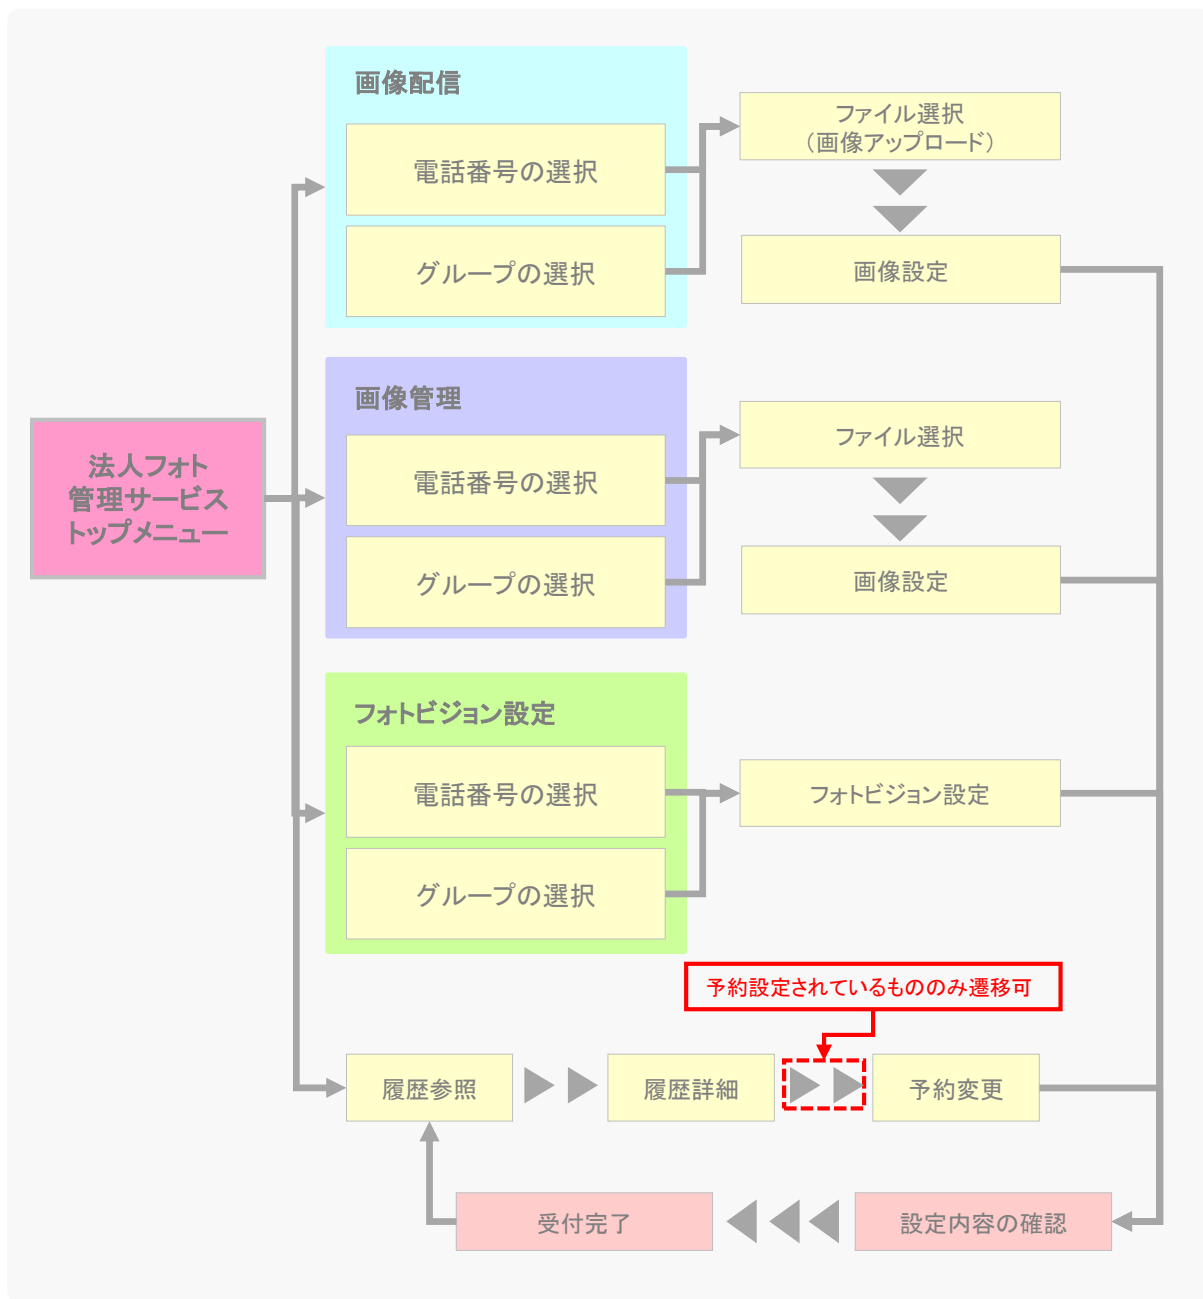 画像配信
電話番号の選択
グループの選択
ファイル選択
（画像アップロード）
画像設定
法人フォト
管理サービス
トップメニュー
画像管理
電話番号の選択
グループの選択
ファイル選択
画像設定
フォトビジョン設定
電話番号の選択
グループの選択
フォトビジョン設定
予約設定されているもののみ遷移可
履歴参照
履歴詳細
予約変更
受付完了
設定内容の確認